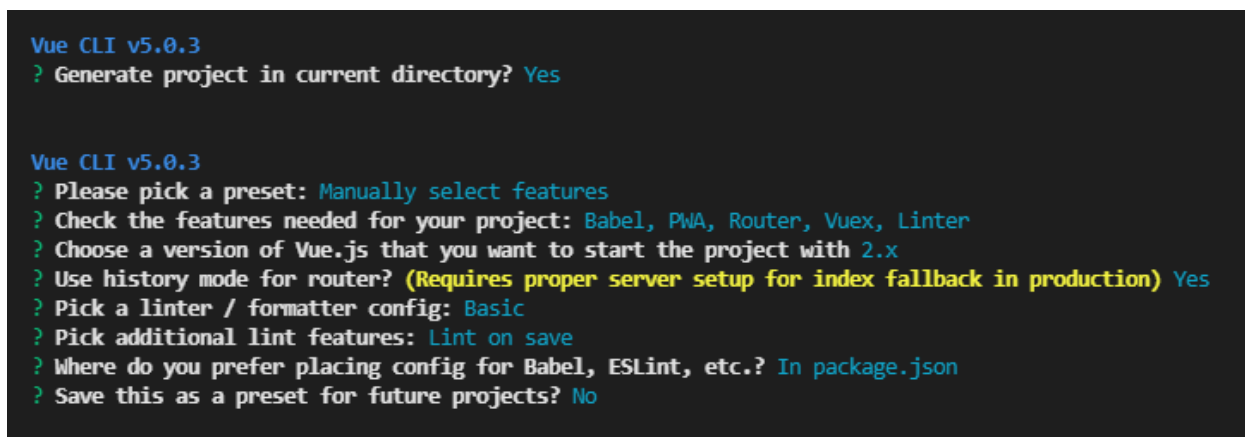 Vue CLI v5.0.3
? Generate project in current directory? Yes
Vue CLI v5.0.3
? Please pick a preset: Manually select features
? Check the features needed for your project: Babel, PWA, Router, Vuex, Linter
? Choose a version of Vue.js that you want to start the project with 2.x
? Use history mode for router? (Requires proper server setup for index fallback in production) Yes
? Pick a linter / formatter config: Basic
? Pick additional lint features: Lint on save
? Where do you prefer placing config for Babel, ESLint, etc.? In package.json
? Save this as a preset for future projects? No